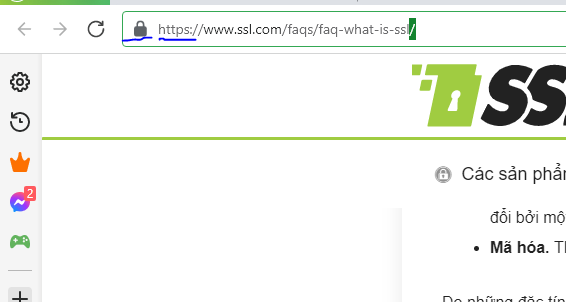 https://www.ssl.com/faqs/faq-what-is-ssl/
SS
Các sản phẩ
2
đổi bởi mộ
Mã hóa. T
Do những đặc tín